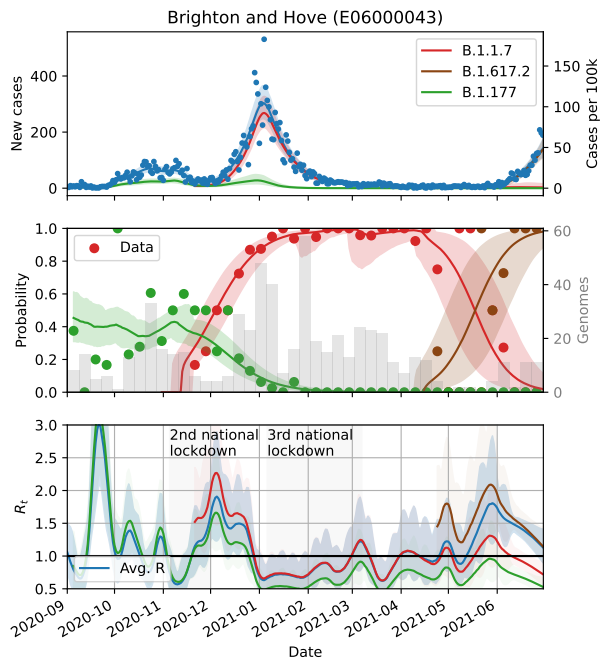 Brighton and Hove (E06000043)
New cases
Cases per 100k
400
200
0
150
100
50
0
B.1.1.7
B.1.617.2
B.1.177
Probability
Genomes
1.0
0.8
0.6
0.4
0.2
0.0
60
40
20
0
Data
R_t
3.0
2.5
2.0
1.5
1.0
0.5
2nd national
lockdown
3rd national
lockdown
Avg. R
2020-09
2020-10
2020-11
2020-12
2021-01
2021-02
2021-03
2021-04
2021-05
2021-06
Date